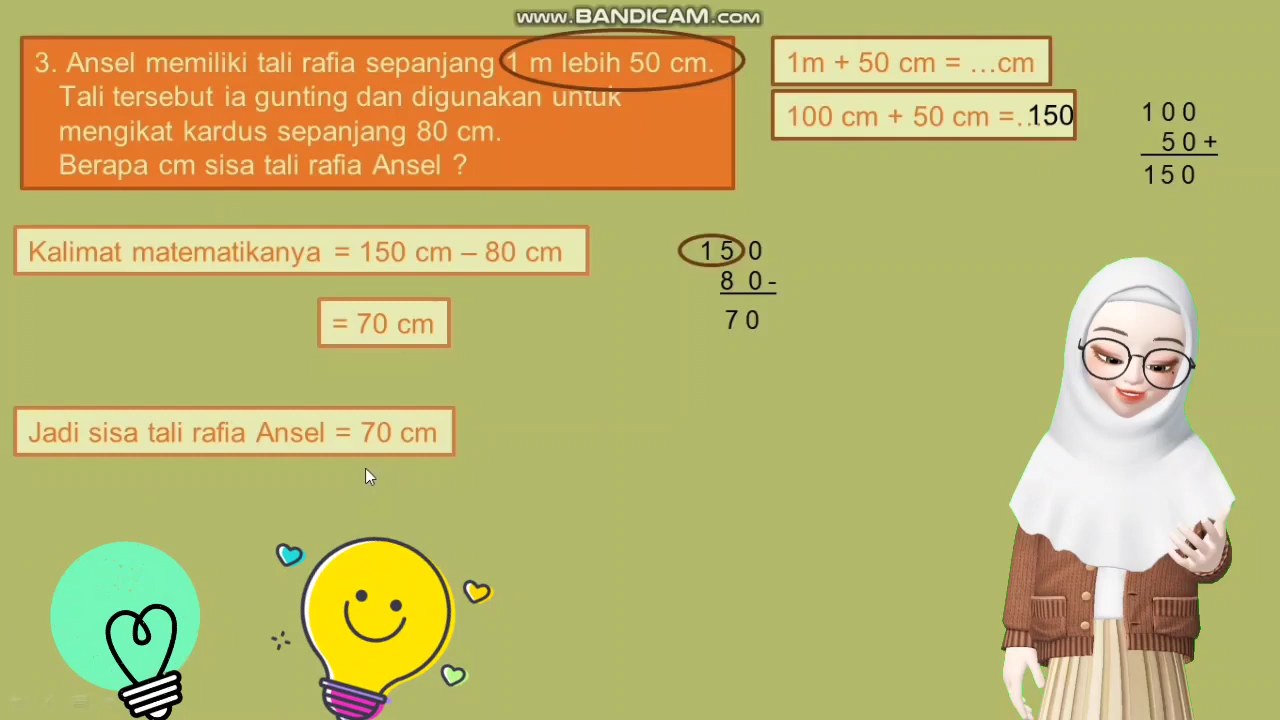 www.BANDICAM.com
3. Ansel memiliki tali rafia sepanjang 1 m lebih 50 cm.
Tali tersebut ia gunting dan digunakan untuk
mengikat kardus sepanjang 80 cm.
Berapa cm sisa tali rafia Ansel ?
1m + 50 cm = …cm
100 cm + 50 cm =..150
1 0 0
5 0 +
1 5 0
Kalimat matematikanya = 150 cm – 80 cm
= 70 cm
1 5 0
8 0 -
7 0
Jadi sisa tali rafia Ansel = 70 cm